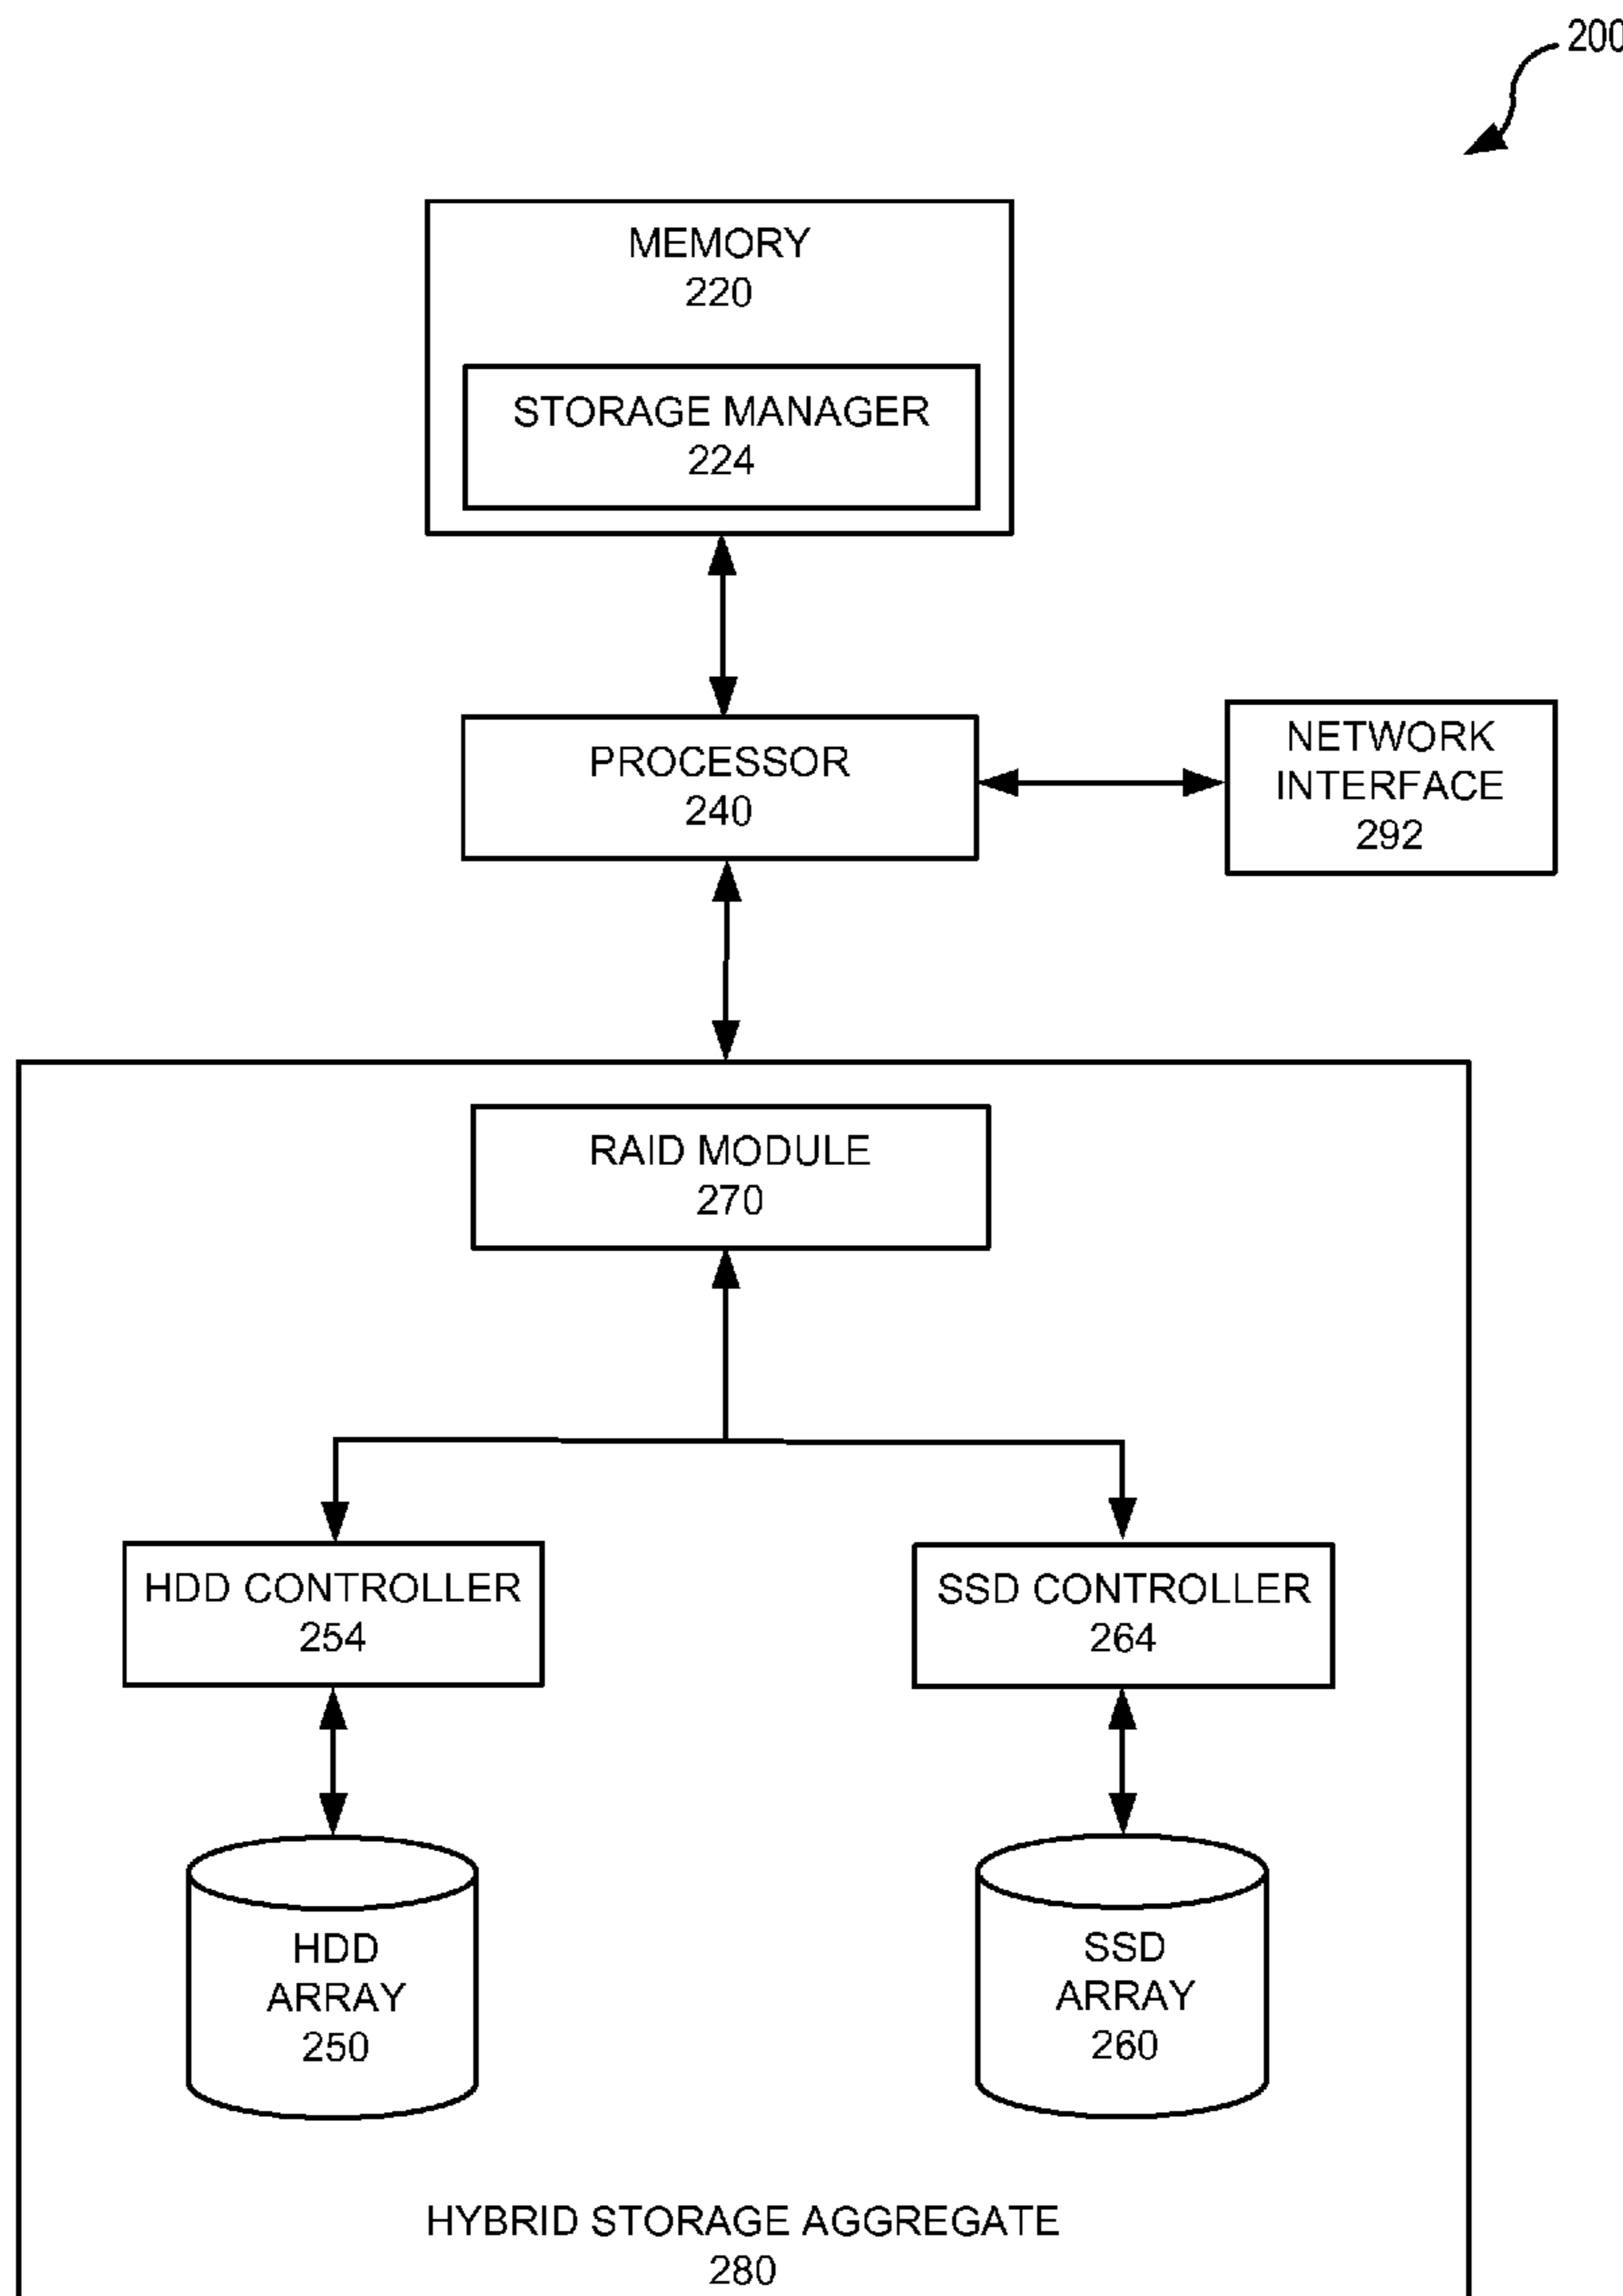 200
MEMORY
220
STORAGE MANAGER
224
PROCESSOR
240
NETWORK
INTERFACE
292
RAID MODULE
270
HDD CONTROLLER
254
SSD CONTROLLER
264
HDD
ARRAY
250
SSD
ARRAY
260
HYBRID STORAGE AGGREGATE
280